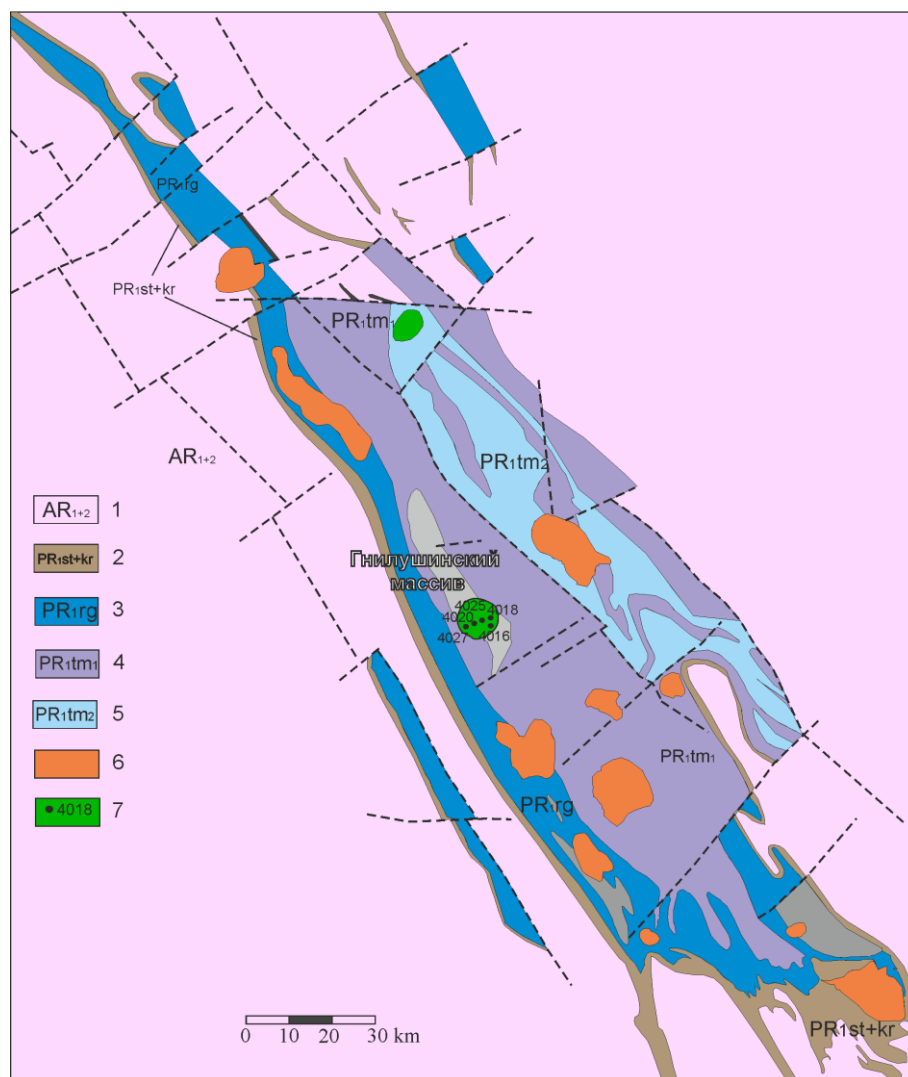 PR₁rg
PR₁st+kr
PR₁tm₁
AR₁₊₂
PR₁tm₂
Гнилушинский
массив
4025
4018
4020
4027
4016
PR₁tm₁
PR₁rg
PR₁st+kr
AR₁₊₂ 1
PR₁st+kr 2
PR₁rg 3
PR₁tm₁ 4
PR₁tm₂ 5
6
4018 7
0 10 20 30 km